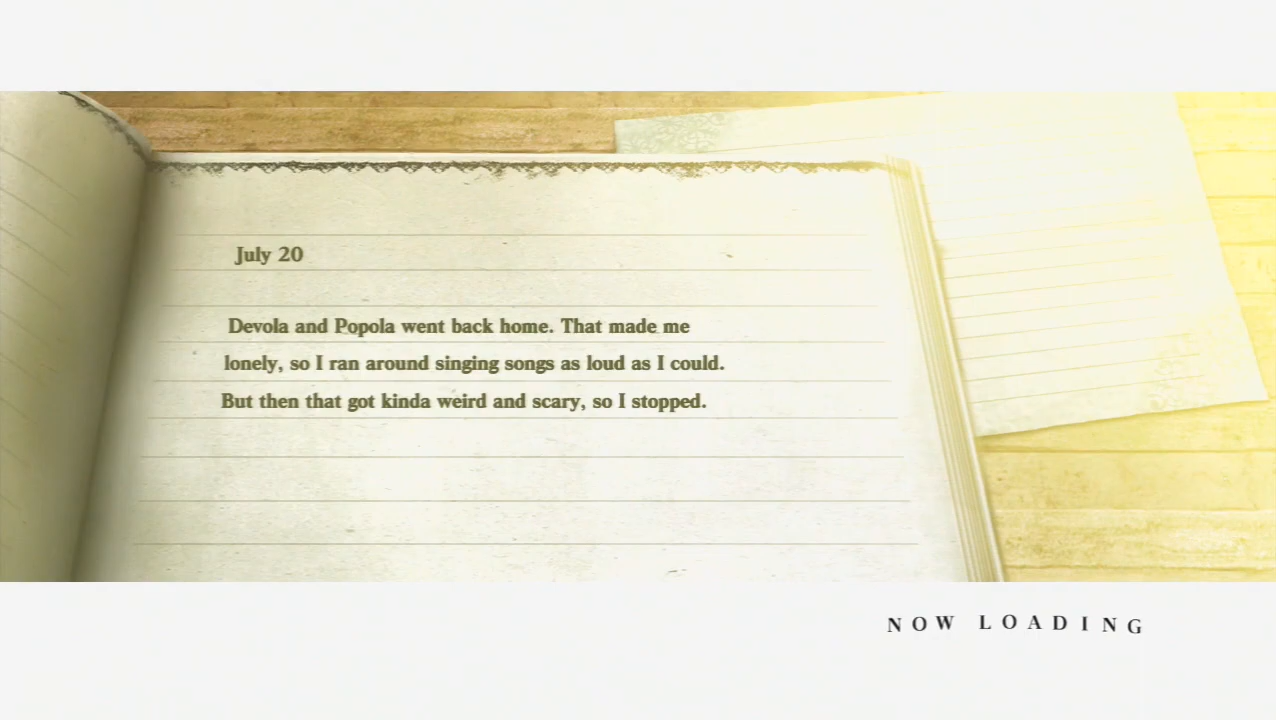 July 20
Devola and Popola went back home. That made me
lonely, so I ran around singing songs as loud as I could.
But then that got kinda weird and scary, so I stopped.
NOW LOADING